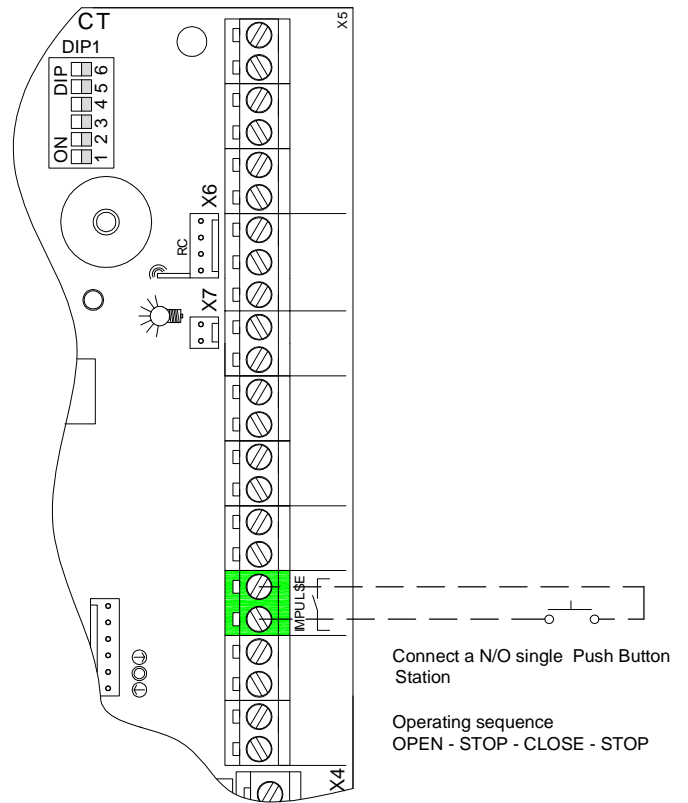 CT
X5
DIP1
DIP
ON
1 2 3 4 5 6
X6
RC
X7
IMPULSE
Connect a N/O single Push Button
Station
Operating sequence
OPEN - STOP - CLOSE - STOP
X4